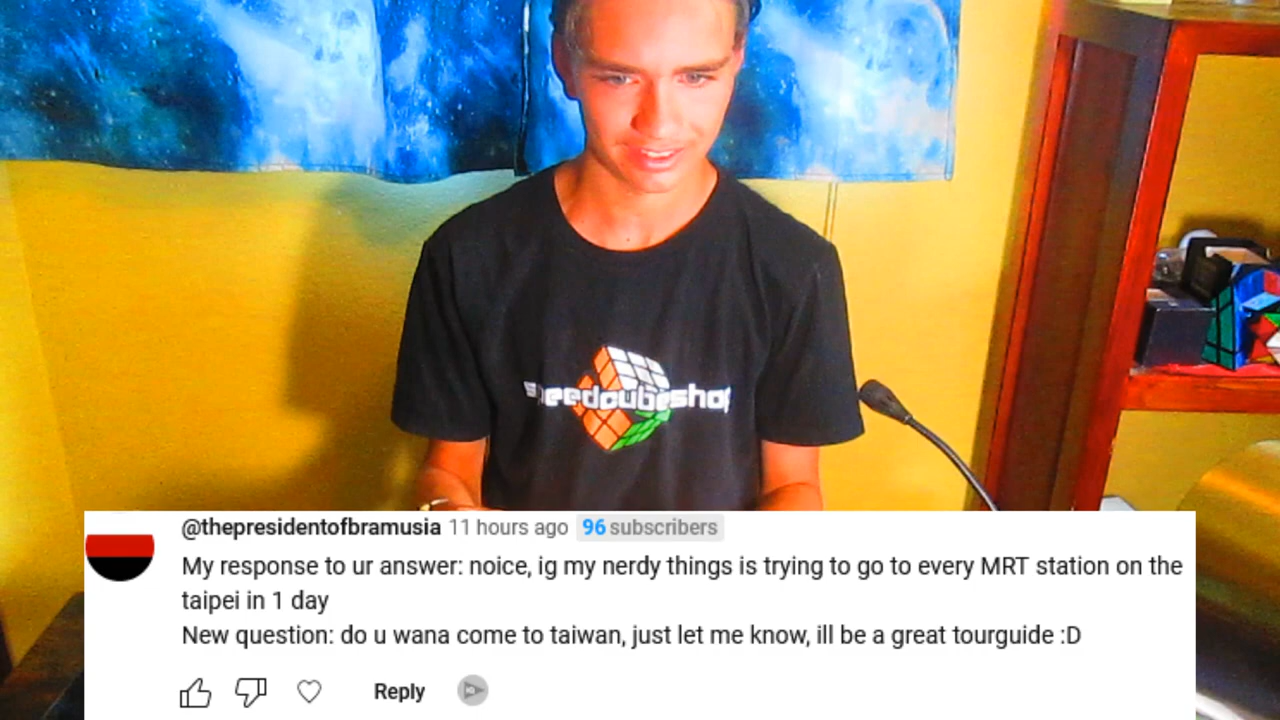 speedcubeshop
@thepresidentofbramusia 11 hours ago 96 subscribers
My response to ur answer: noice, ig my nerdy things is trying to go to every MRT station on the
taipei in 1 day
New question: do u wana come to taiwan, just let me know, ill be a great tourguide :D
Reply